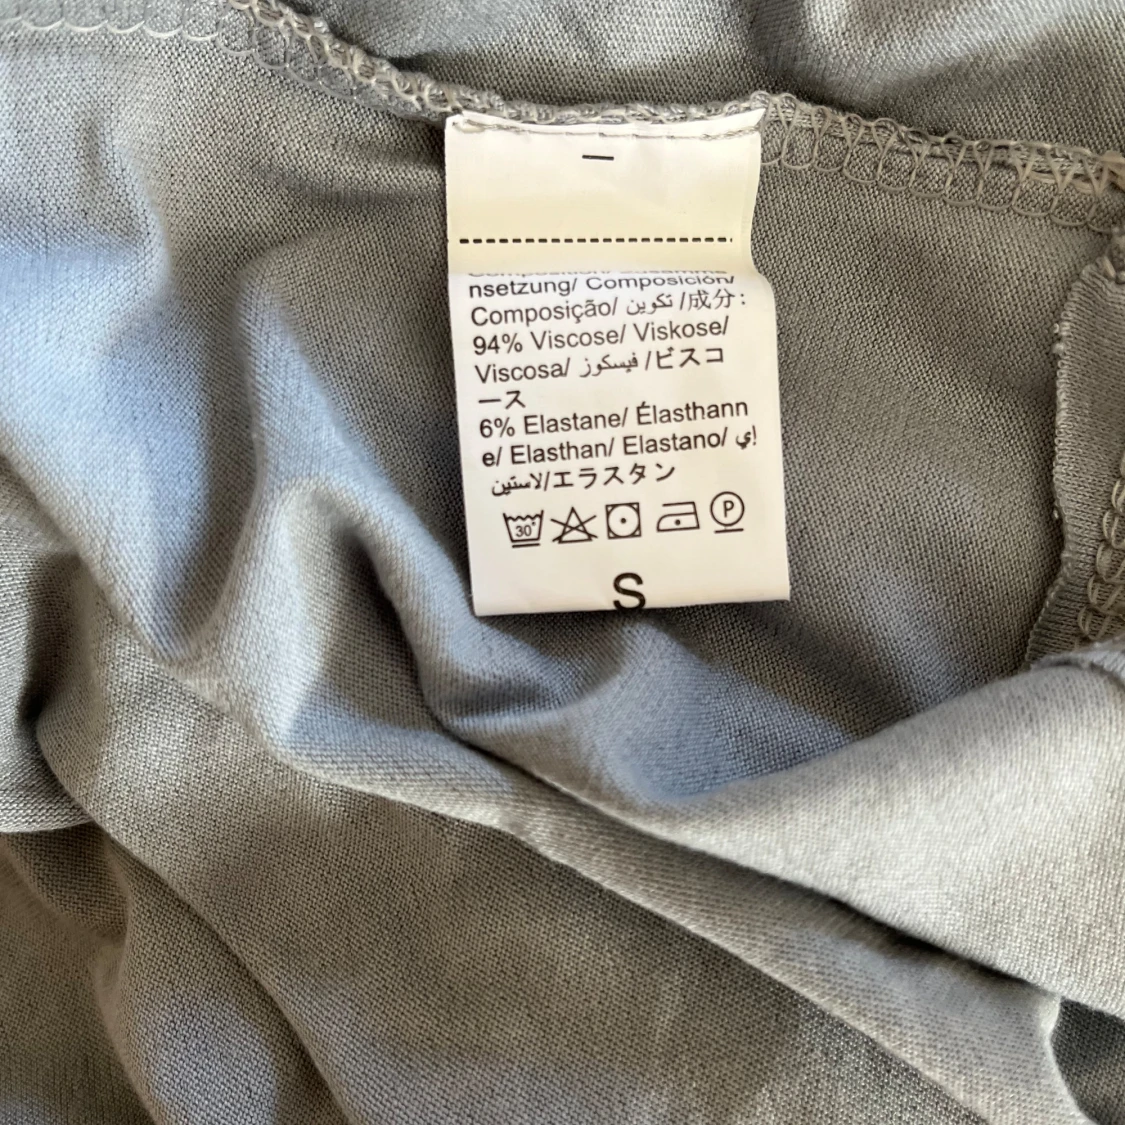 nsetzung/ Composición/
Composição/ تكوين /成分:
94% Viscose/ Viskose/
Viscosa/ فيسكوز /ビスコ
ース
6% Elastane/ Élasthann
e/ Elasthan/ Elastano/ إي
لاستين/エラスタン
30° P
S